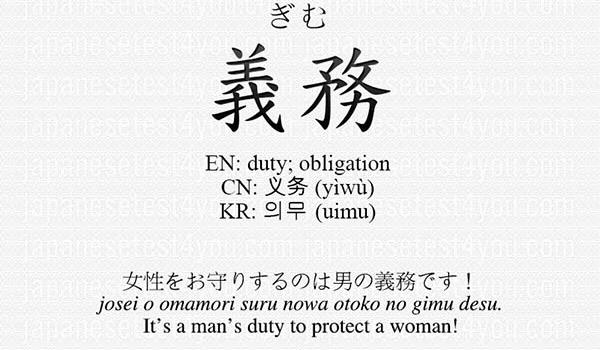 ぎむ
義務
EN: duty; obligation
CN: 义务 (yìwù)
KR: 의무 (uimu)
女性をお守りするのは男の義務です！
josei o omamori suru nowa otoko no gimu desu.
It's a man's duty to protect a woman!
japanesetest4you.com